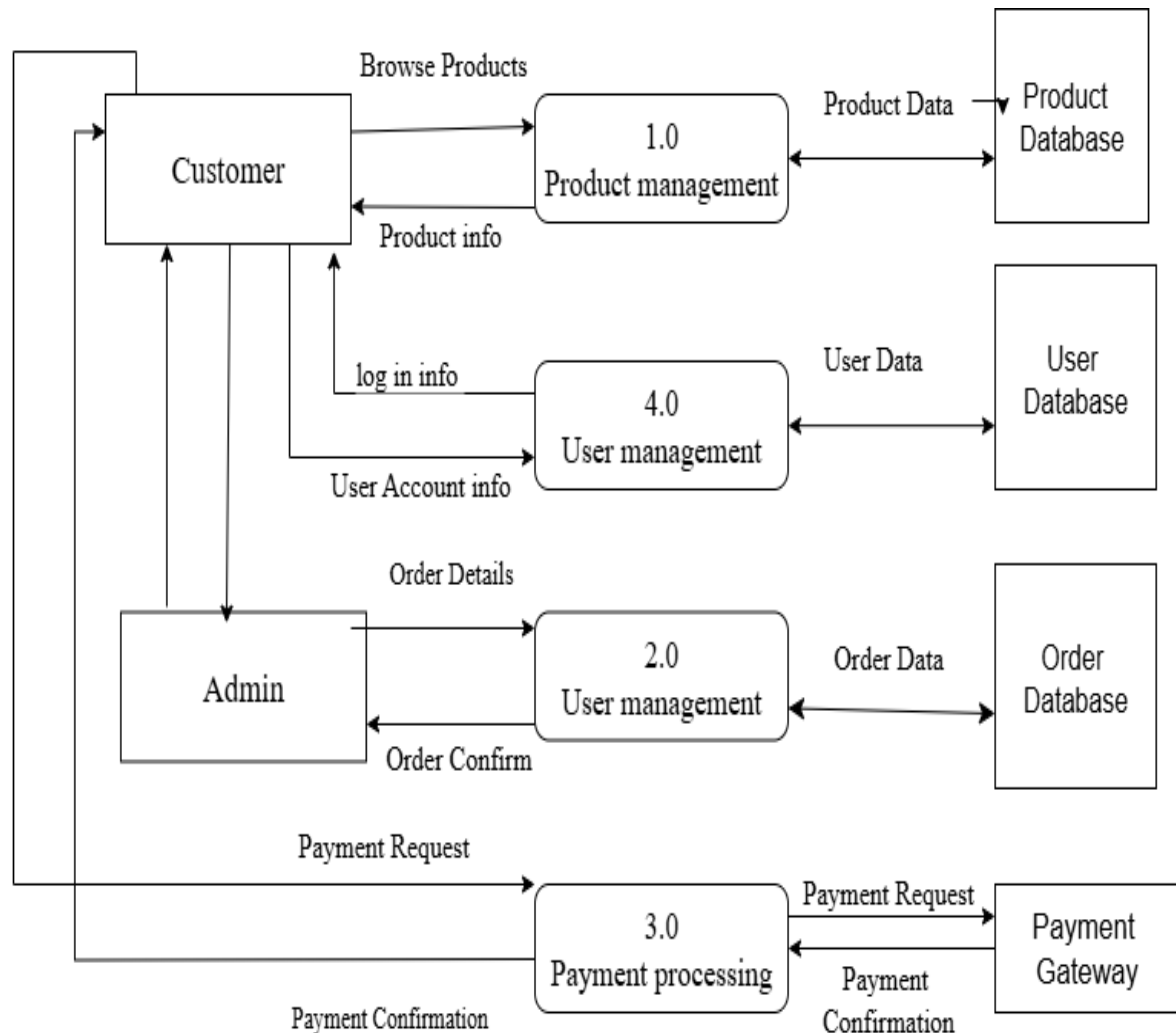 Browse Products
Customer
1.0
Product management
Product Data
Product
Database
Product info
log in info
4.0
User management
User Data
User
Database
User Account info
Order Details
Admin
2.0
User management
Order Data
Order
Database
Order Confirm
Payment Request
3.0
Payment processing
Payment Request
Payment
Gateway
Payment
Confirmation
Payment Confirmation